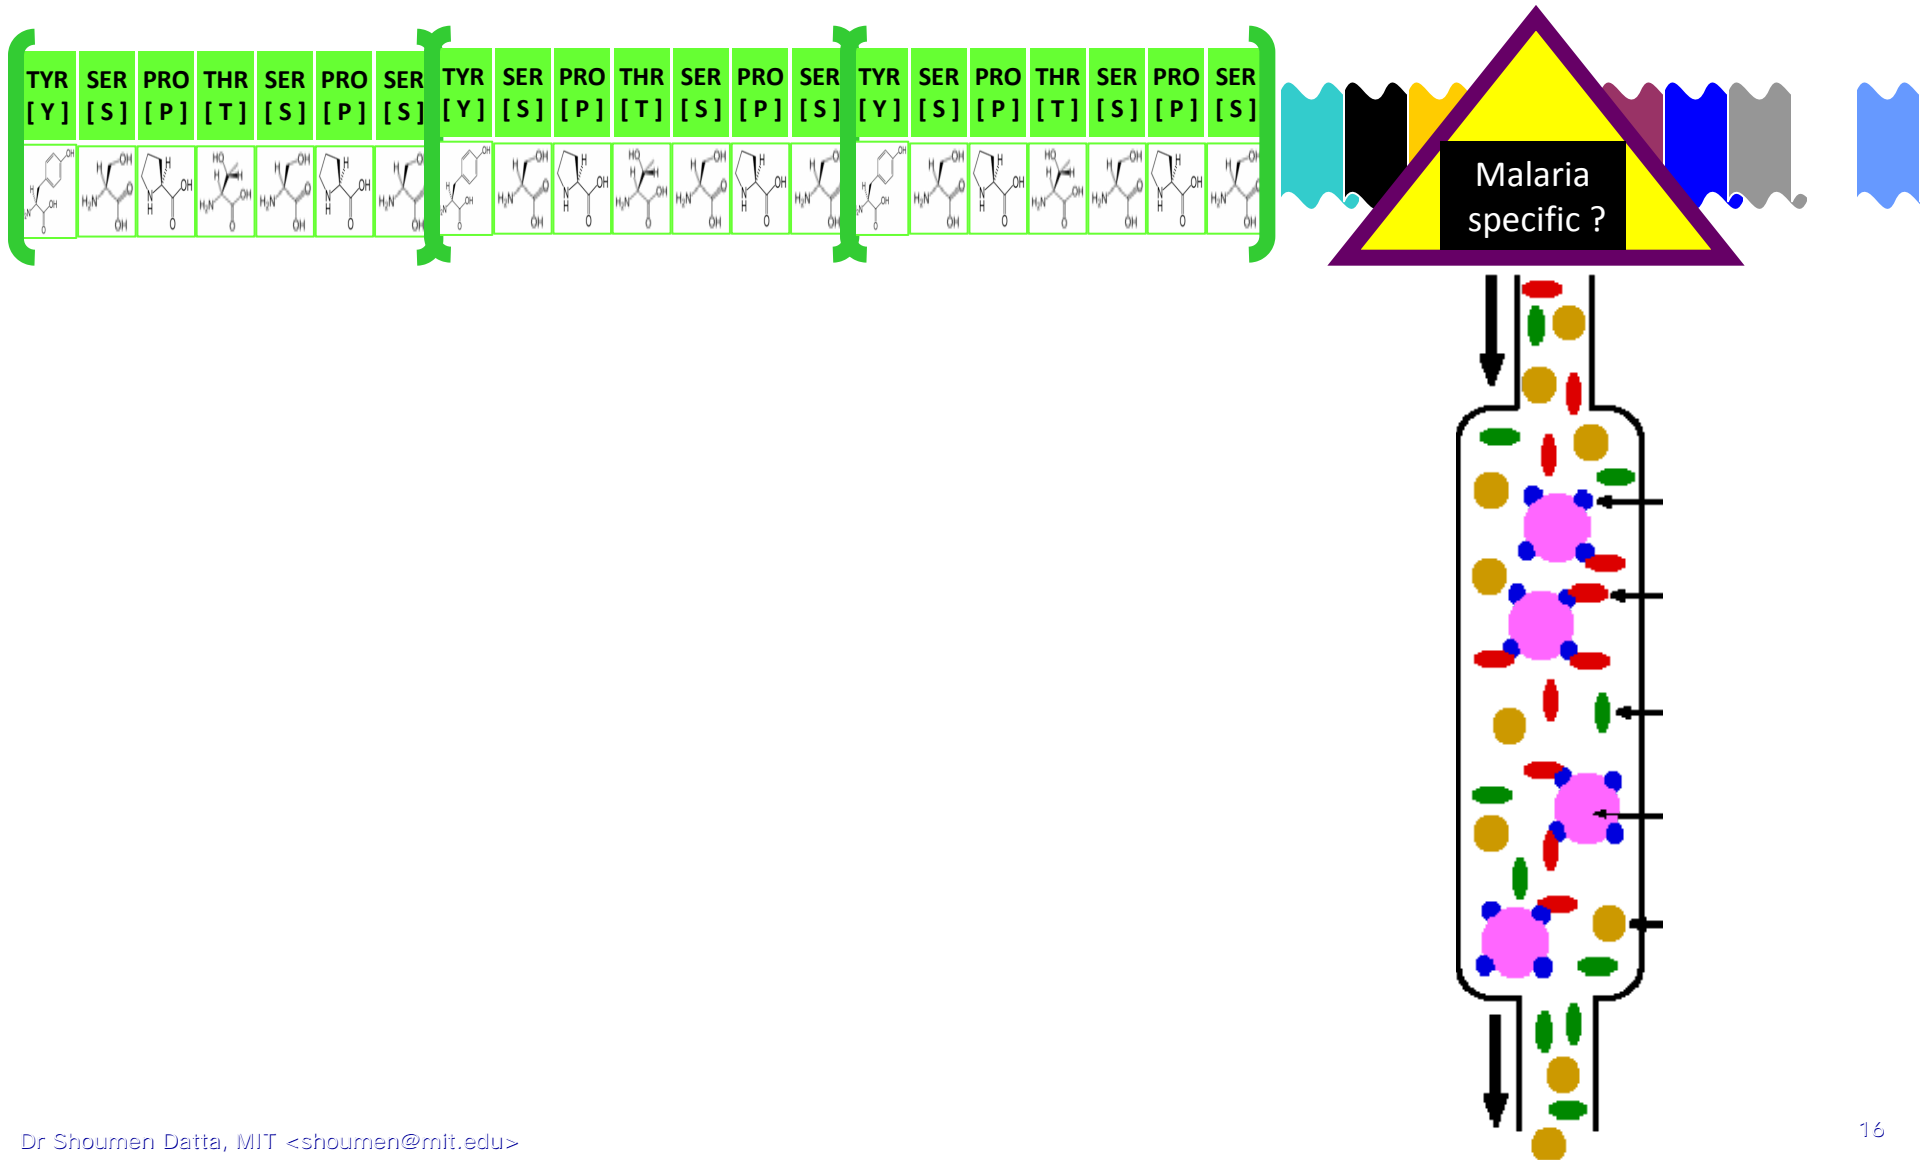 TYR SER PRO THR SER PRO SER TYR SER PRO THR SER PRO SER TYR SER PRO THR SER PRO SER
[ Y ] [ S ] [ P ] [ T ] [ S ] [ P ] [ S ] [ Y ] [ S ] [ P ] [ T ] [ S ] [ P ] [ S ] [ Y ] [ S ] [ P ] [ T ] [ S ] [ P ] [ S ]
Malaria
specific ?
Dr Shoumen Datta, MIT <shoumen@mit.edu>
16